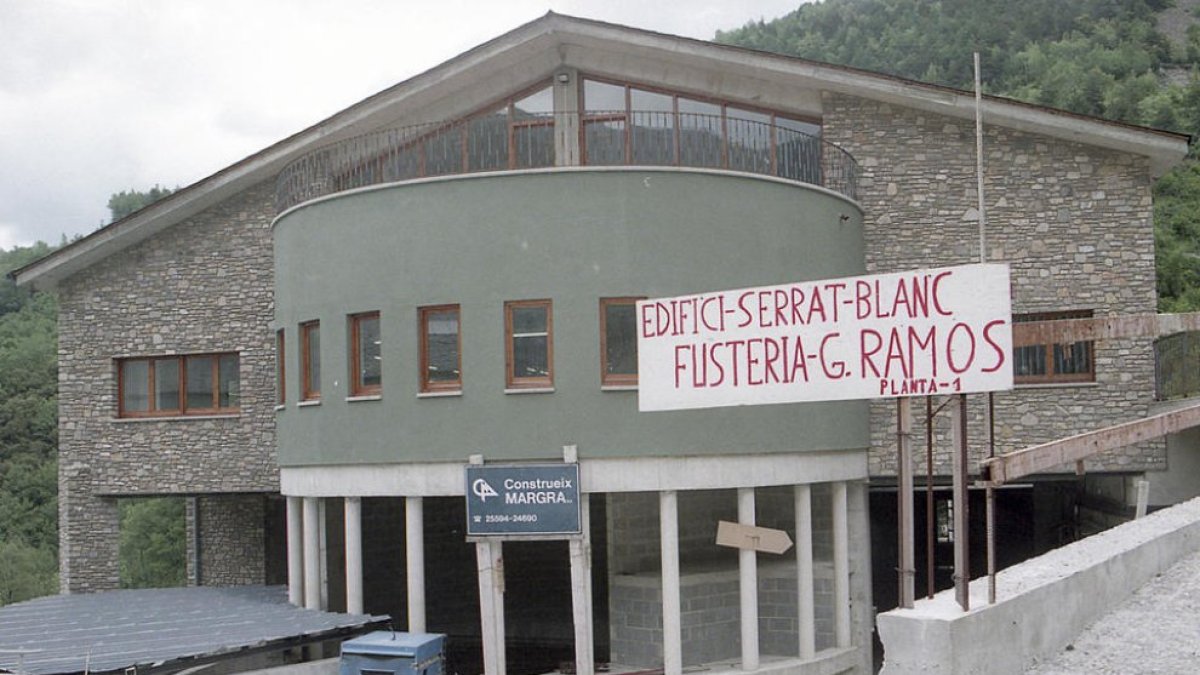 EDIFICI-SERRAT-BLANC
FUSTERIA-G. RAMOS
PLANTA-1
Construeix
MARGRA S.L.
☎ 25594-24690